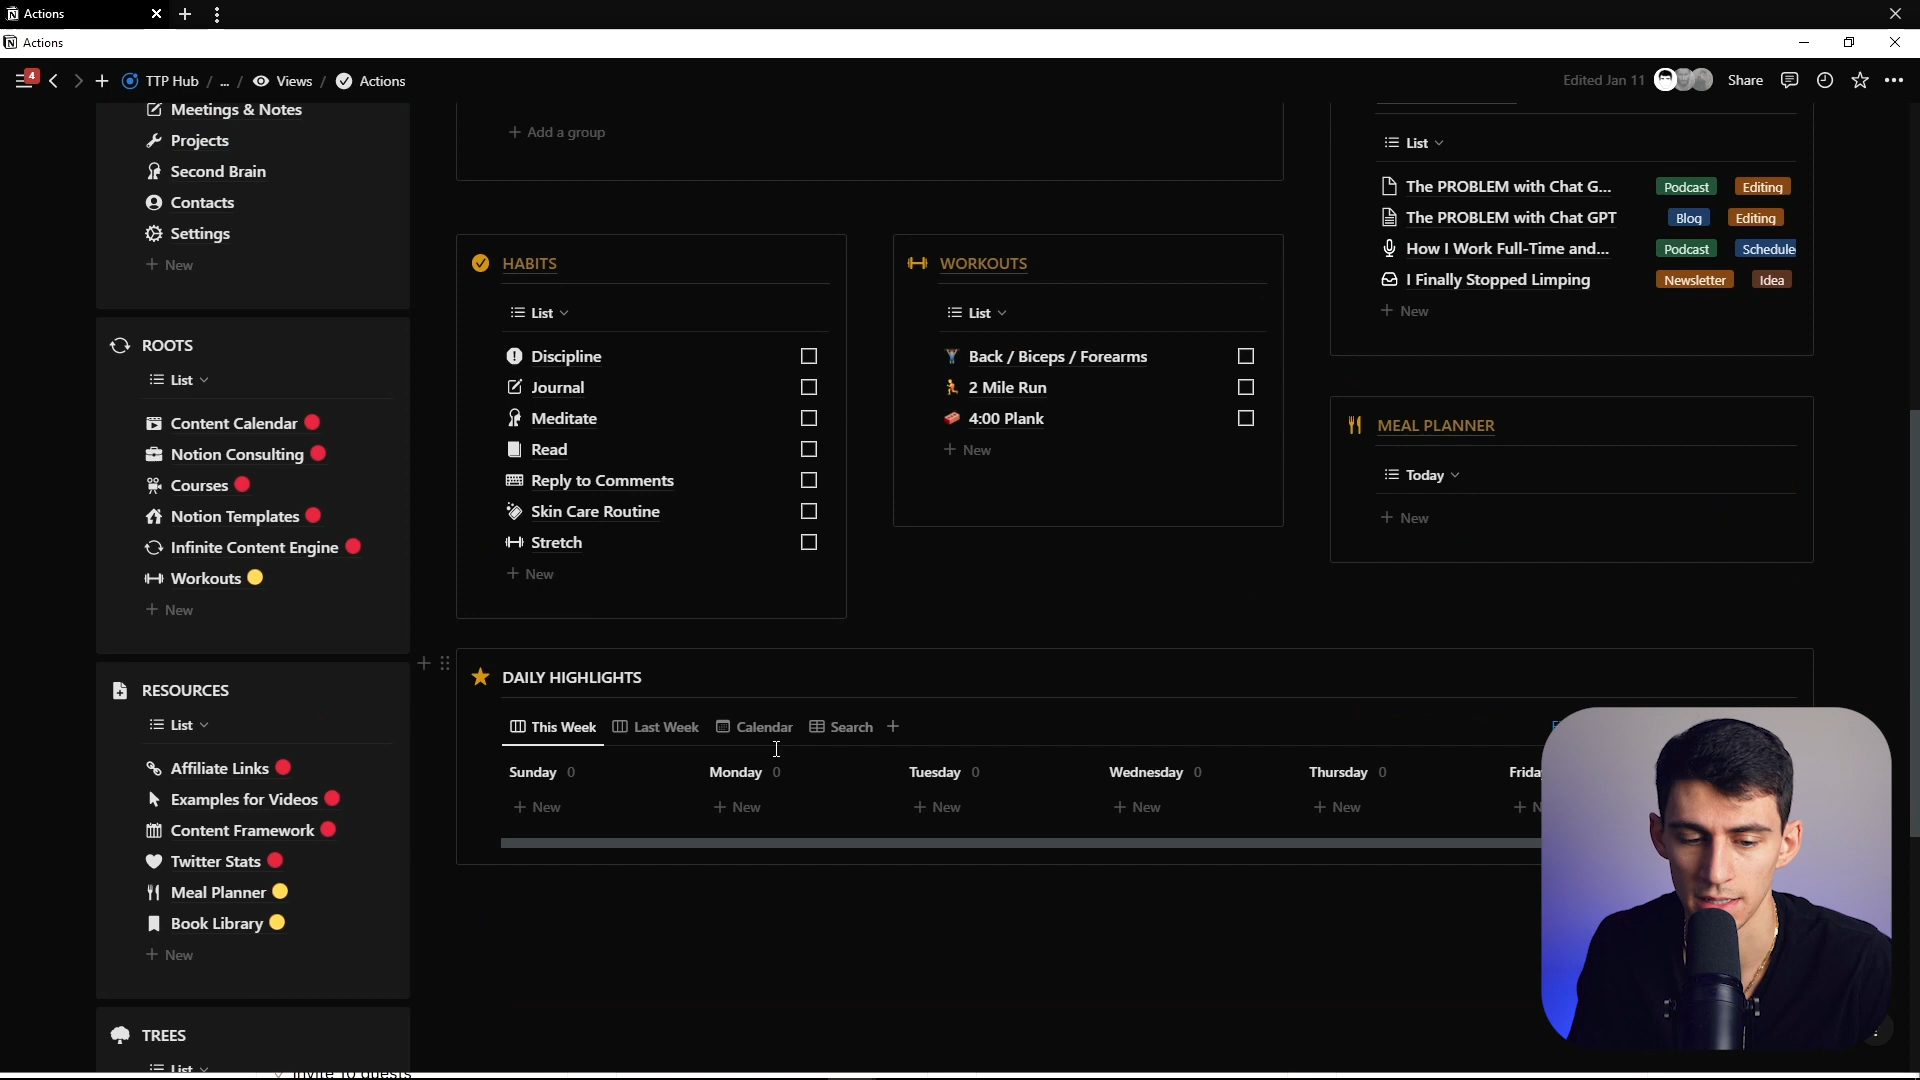 Actions
Actions
4
TTP Hub / ... / Views / Actions
Edited Jan 11
Share
Meetings & Notes
Projects
Second Brain
Contacts
Settings
+ New
ROOTS
List
Content Calendar
Notion Consulting
Courses
Notion Templates
Infinite Content Engine
Workouts
+ New
RESOURCES
List
Affiliate Links
Examples for Videos
Content Framework
Twitter Stats
Meal Planner
Book Library
+ New
TREES
List
+ Add a group
HABITS
List
Discipline
Journal
Meditate
Read
Reply to Comments
Skin Care Routine
Stretch
+ New
WORKOUTS
List
Back / Biceps / Forearms
2 Mile Run
4:00 Plank
+ New
List
The PROBLEM with Chat G... Podcast Editing
The PROBLEM with Chat GPT Blog Editing
How I Work Full-Time and... Podcast Schedule
I Finally Stopped Limping Newsletter Idea
+ New
MEAL PLANNER
Today
+ New
DAILY HIGHLIGHTS
This Week Last Week Calendar Search +
Sunday 0 Monday 0 Tuesday 0 Wednesday 0 Thursday 0 Frida
+ New + New + New + New + New + N